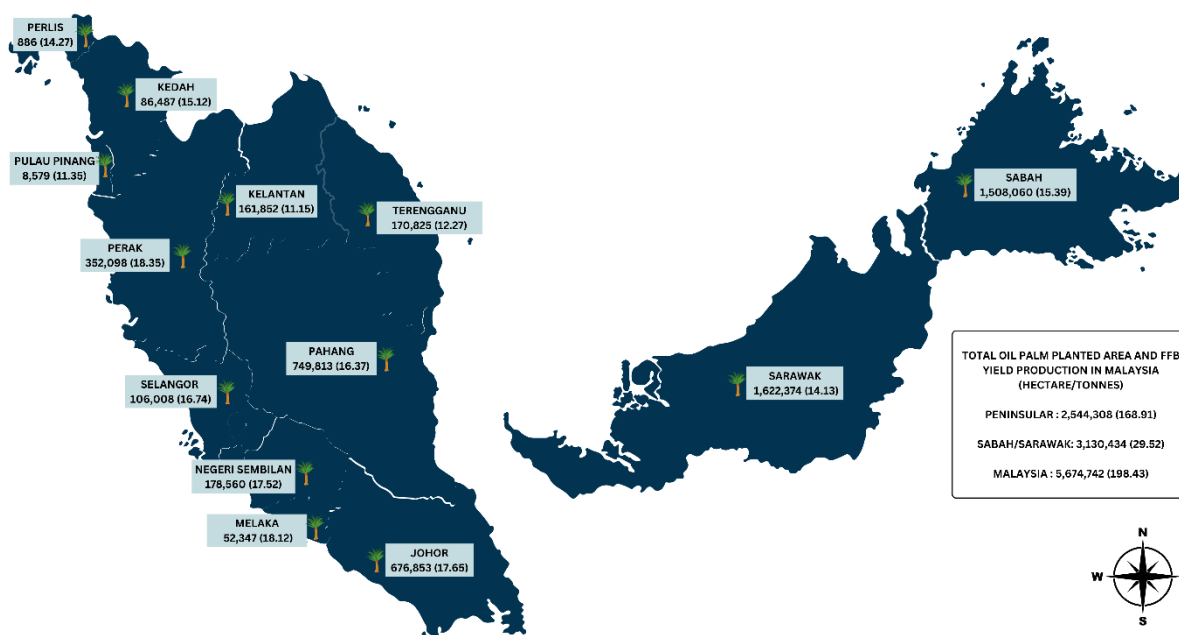 PERLIS
886 (14.27)
KEDAH
86,487 (15.12)
PULAU PINANG
8,579 (11.35)
KELANTAN
161,852 (11.15)
TERENGGANU
170,825 (12.27)
PERAK
352,098 (18.35)
PAHANG
749,813 (16.37)
SELANGOR
106,008 (16.74)
NEGERI SEMBILAN
178,560 (17.52)
MELAKA
52,347 (18.12)
JOHOR
676,853 (17.65)
SABAH
1,508,060 (15.39)
SARAWAK
1,622,374 (14.13)
TOTAL OIL PALM PLANTED AREA AND FFB
YIELD PRODUCTION IN MALAYSIA
(HECTARE/TONNES)
PENINSULAR : 2,544,308 (168.91)
SABAH/SARAWAK: 3,130,434 (29.52)
MALAYSIA : 5,674,742 (198.43)
N
W
S